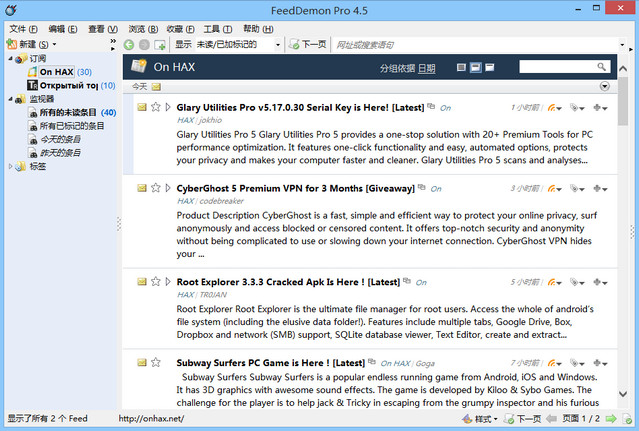 FeedDemon Pro 4.5
文件 (F) 编辑 (E) 查看 (V) 浏览 (B) 收藏 (F) 工具 (T) 帮助 (H)
新建 (S) 显示 未读/已加标记的 下一页 网址或搜索语句
订阅
On HAX (30)
Открытый тор (10)
监视器
所有的未读条目 (40)
所有已标记的条目
今天的条目
昨天的条目
标签
On HAX 分组依据 日期
今天
Glary Utilities Pro v5.17.0.30 Serial Key is Here! [Latest] On 1 小时前
HAX | jokhio
Glary Utilities Pro 5 Glary Utilities Pro 5 provides a one-stop solution with 20+ Premium Tools for PC
performance optimization. It features one-click functionality and easy, automated options, protects
your privacy and makes your computer faster and cleaner. Glary Utilities Pro 5 scans and analyses...
CyberGhost 5 Premium VPN for 3 Months [Giveaway] On 3 小时前
HAX | codebreaker
Product Description CyberGhost is a fast, simple and efficient way to protect your online privacy, surf
anonymously and access blocked or censored content. It offers top-notch security and anonymity
without being complicated to use or slowing down your internet connection. CyberGhost VPN hides
your ...
Root Explorer 3.3.3 Cracked Apk Is Here ! [Latest] On 5 小时前
HAX | TR0JAN
Root Explorer Root Explorer is the ultimate file manager for root users. Access the whole of android's
file system (including the elusive data folder!). Features include multiple tabs, Google Drive, Box,
Dropbox and network (SMB) support, SQLite database viewer, Text Editor, create and extract...
Subway Surfers PC Game is Here ! [Latest] On HAX | Goga 7 小时前
Subway Surfers Subway Surfers is a popular endless running game from Android, iOS and Windows.
It has 3D graphics with awesome sound effects. The game is developed by Kiloo & Sybo Games. The
challenge for the player is to help jack & Tricky in escaping from the grumpy inspector and his furious
显示了所有 2 个 Feed http://onhax.net/ 样式 下一页 页面 1 / 2